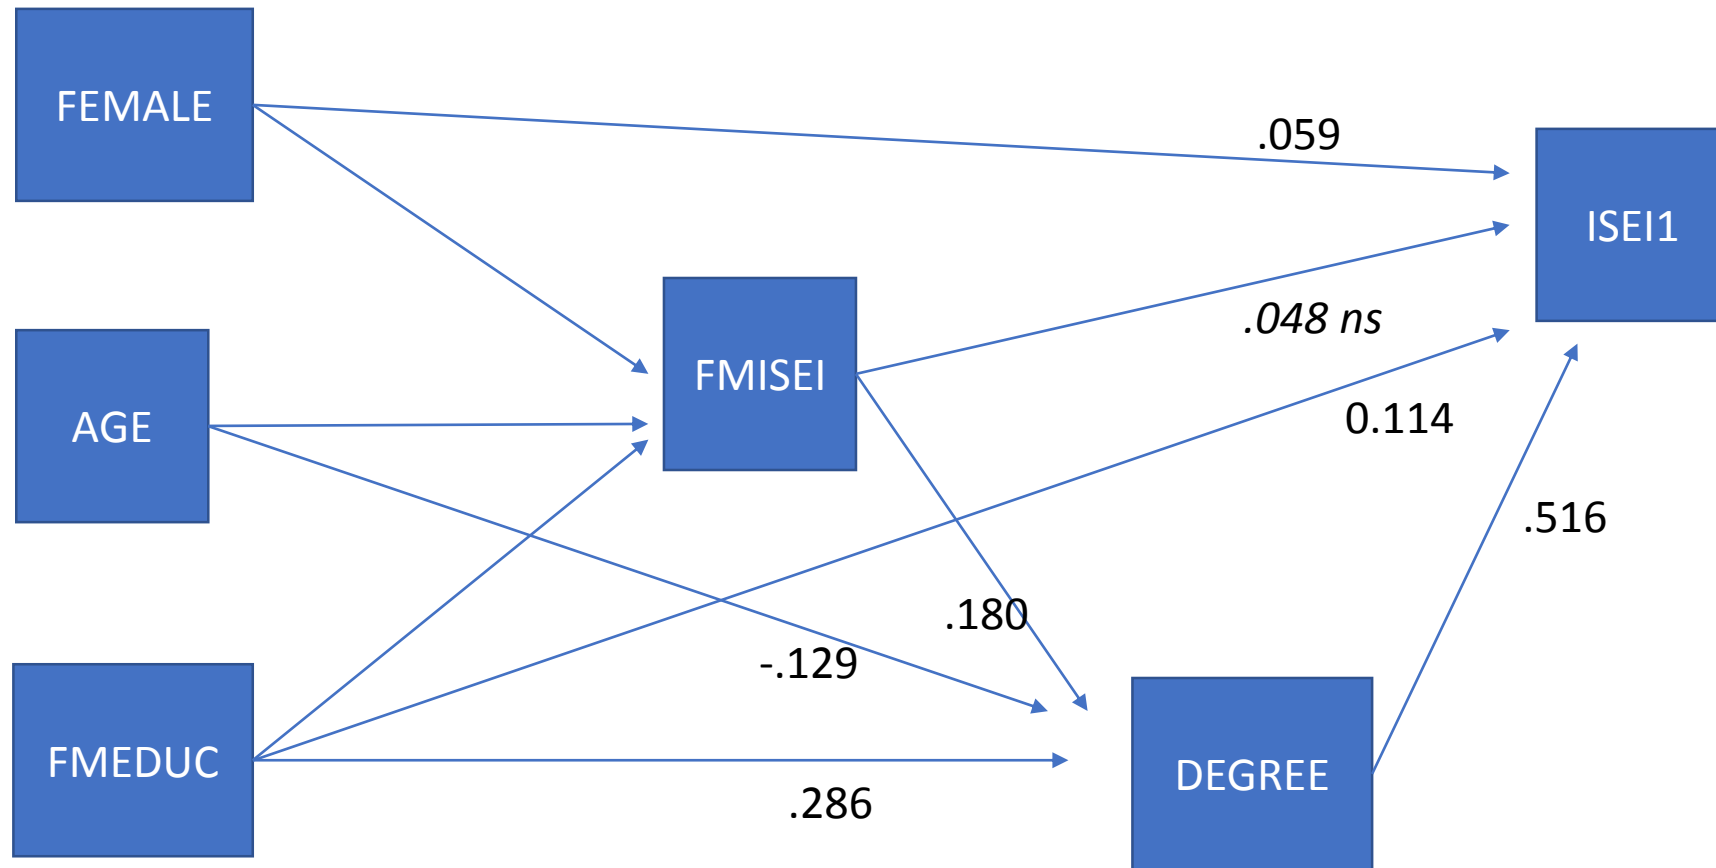 FEMALE
.059
ISEI1
.048 ns
FMISEI
AGE
0.114
.516
.180
-.129
FMEDUC
DEGREE
.286